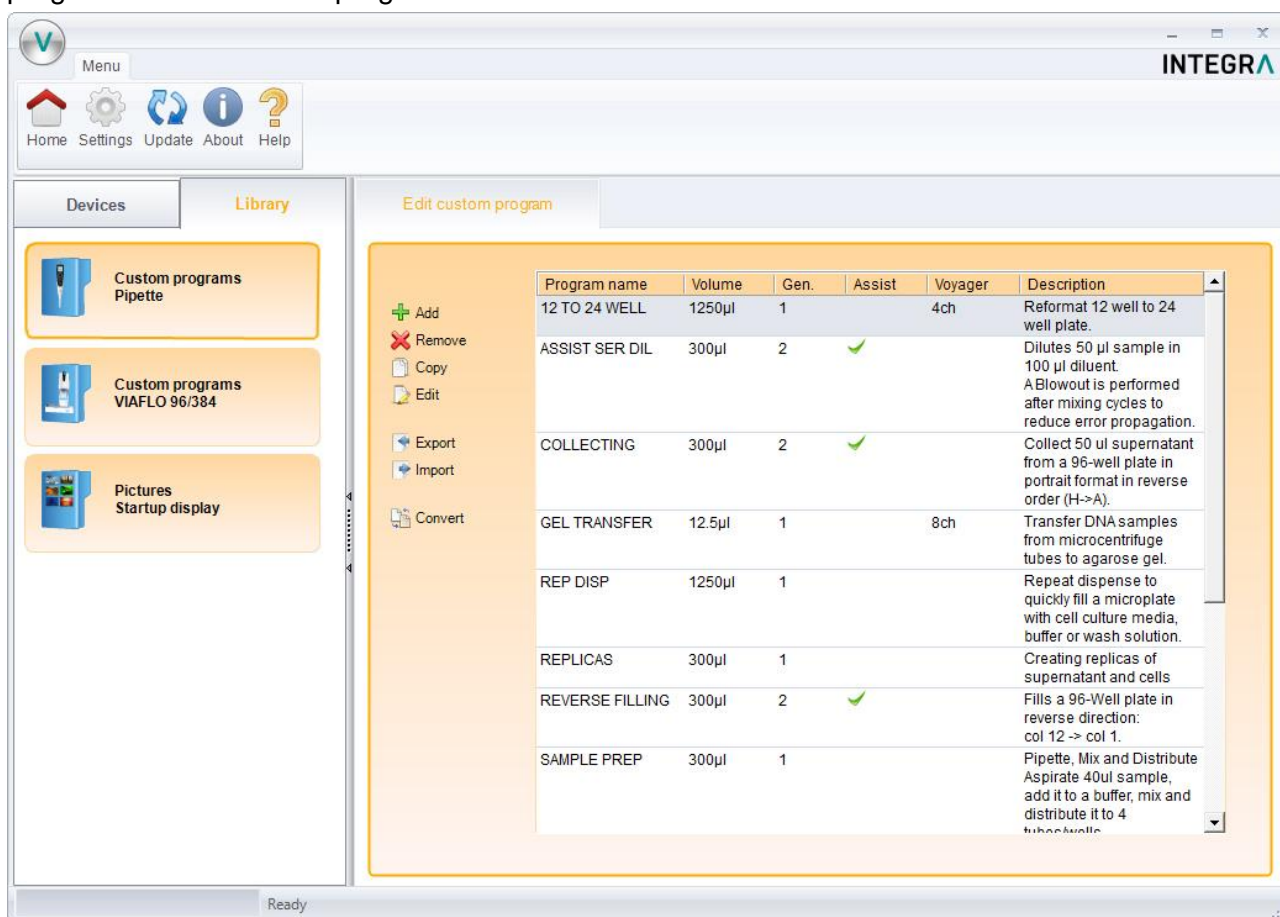 Menu
INTEGRA
Home Settings Update About Help
Devices Library
Edit custom program
Custom programs
Pipette
Custom programs
VIAFLO 96/384
Pictures
Startup display
Add
Remove
Copy
Edit
Export
Import
Convert
Program name Volume Gen. Assist Voyager Description
12 TO 24 WELL 1250µl 1 4ch Reformat 12 well to 24
well plate.
ASSIST SER DIL 300µl 2 Dilutes 50 µl sample in
100 µl diluent.
A Blowout is performed
after mixing cycles to
reduce error propagation.
COLLECTING 300µl 2 Collect 50 ul supernatant
from a 96-well plate in
portrait format in reverse
order (H->A).
GEL TRANSFER 12.5µl 1 8ch Transfer DNA samples
from microcentrifuge
tubes to agarose gel.
REP DISP 1250µl 1 Repeat dispense to
quickly fill a microplate
with cell culture media,
buffer or wash solution.
REPLICAS 300µl 1 Creating replicas of
supernatant and cells
REVERSE FILLING 300µl 2 Fills a 96-Well plate in
reverse direction:
col 12 -> col 1.
SAMPLE PREP 300µl 1 Pipette, Mix and Distribute
Aspirate 40ul sample,
add it to a buffer, mix and
distribute it to 4
Ready